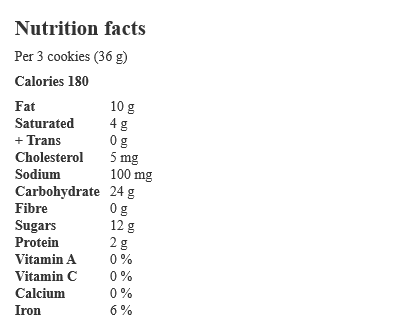 Nutrition facts
Per 3 cookies (36 g)
Calories 180
Fat 10 g
Saturated 4 g
+ Trans 0 g
Cholesterol 5 mg
Sodium 100 mg
Carbohydrate 24 g
Fibre 0 g
Sugars 12 g
Protein 2 g
Vitamin A 0 %
Vitamin C 0 %
Calcium 0 %
Iron 6 %